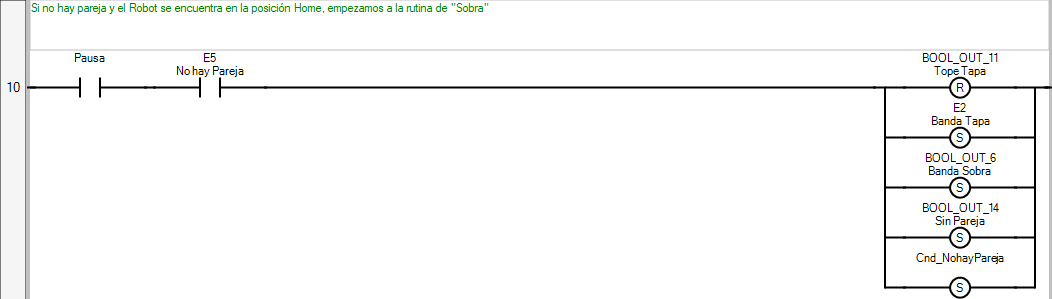 Si no hay pareja y el Robot se encuentra en la posición Home, empezamos a la rutina de "Sobra"
Pausa
E5
No hay Pareja
10
BOOL_OUT_11
Tope Tapa
R
E2
Banda Tapa
S
BOOL_OUT_6
Banda Sobra
S
BOOL_OUT_14
Sin Pareja
S
Cnd_NohayPareja
S